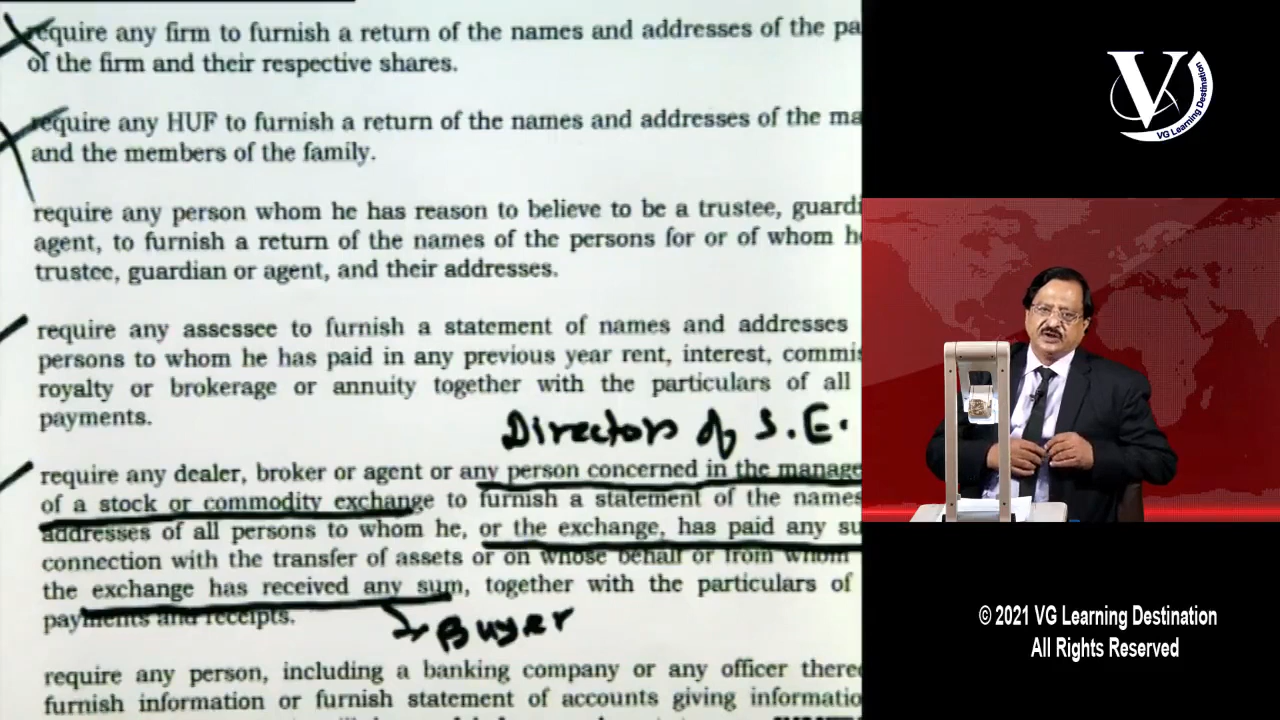 require any firm to furnish a return of the names and addresses of the pa
of the firm and their respective shares.
require any HUF to furnish a return of the names and addresses of the ma
and the members of the family.
require any person whom he has reason to believe to be a trustee, guardi
agent, to furnish a return of the names of the persons for or of whom he
trustee, guardian or agent, and their addresses.
require any assessee to furnish a statement of names and addresses
persons to whom he has paid in any previous year rent, interest, commis
royalty or brokerage or annuity together with the particulars of all
payments.
Directors of S.E.
require any dealer, broker or agent or any person concerned in the manage
of a stock or commodity exchange to furnish a statement of the names
addresses of all persons to whom he, or the exchange, has paid any su
connection with the transfer of assets or on whose behalf or from whom
the exchange has received any sum, together with the particulars of
payments and receipts.
Buyer
require any person, including a banking company or any officer there
furnish information or furnish statement of accounts giving informatio
V
VG Learning Destination
© 2021 VG Learning Destination
All Rights Reserved